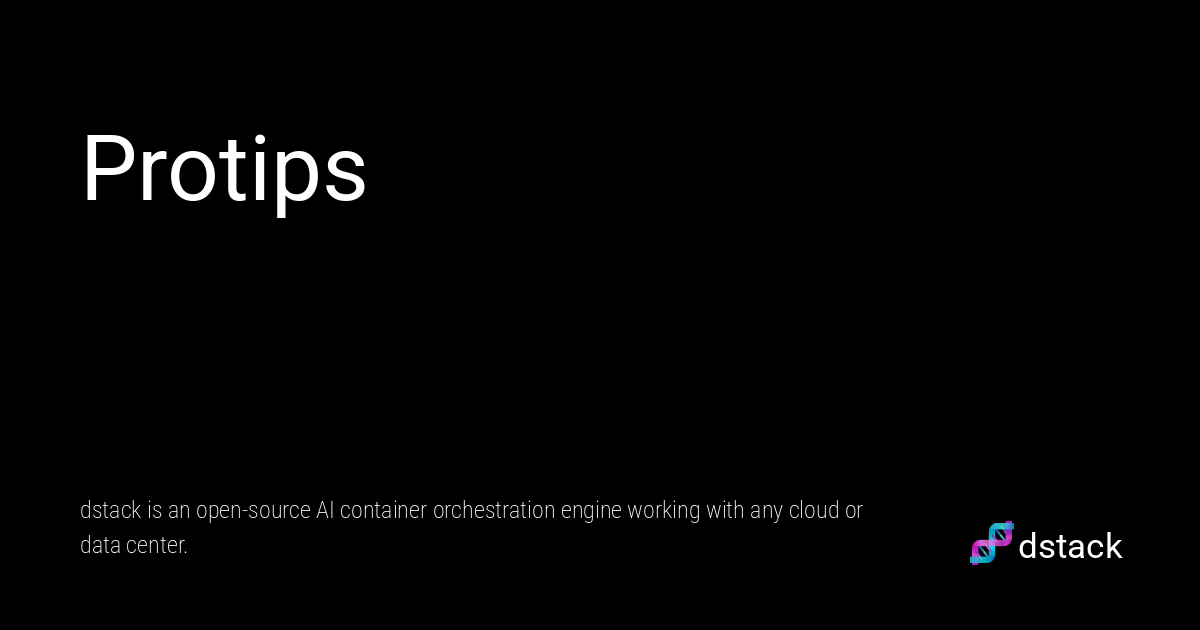 Protips
dstack is an open-source AI container orchestration engine working with any cloud or
data center.
dstack